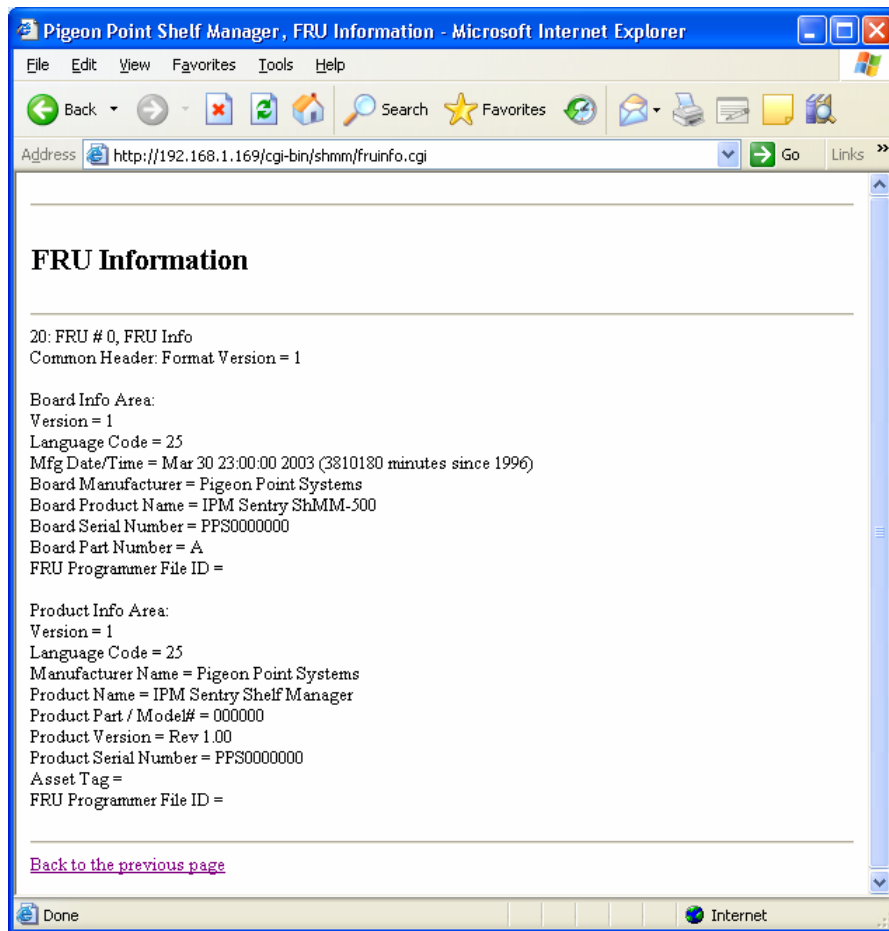 Pigeon Point Shelf Manager, FRU Information - Microsoft Internet Explorer
File Edit View Favorites Tools Help
Back Search Favorites
Address http://192.168.1.169/cgi-bin/shmm/fruinfo.cgi Go Links »
FRU Information
20: FRU # 0, FRU Info
Common Header: Format Version = 1
Board Info Area:
Version = 1
Language Code = 25
Mfg Date/Time = Mar 30 23:00:00 2003 (3810180 minutes since 1996)
Board Manufacturer = Pigeon Point Systems
Board Product Name = IPM Sentry ShMM-500
Board Serial Number = PPS0000000
Board Part Number = A
FRU Programmer File ID =
Product Info Area:
Version = 1
Language Code = 25
Manufacturer Name = Pigeon Point Systems
Product Name = IPM Sentry Shelf Manager
Product Part / Model# = 000000
Product Version = Rev 1.00
Product Serial Number = PPS0000000
Asset Tag =
FRU Programmer File ID =
Back to the previous page
Done Internet